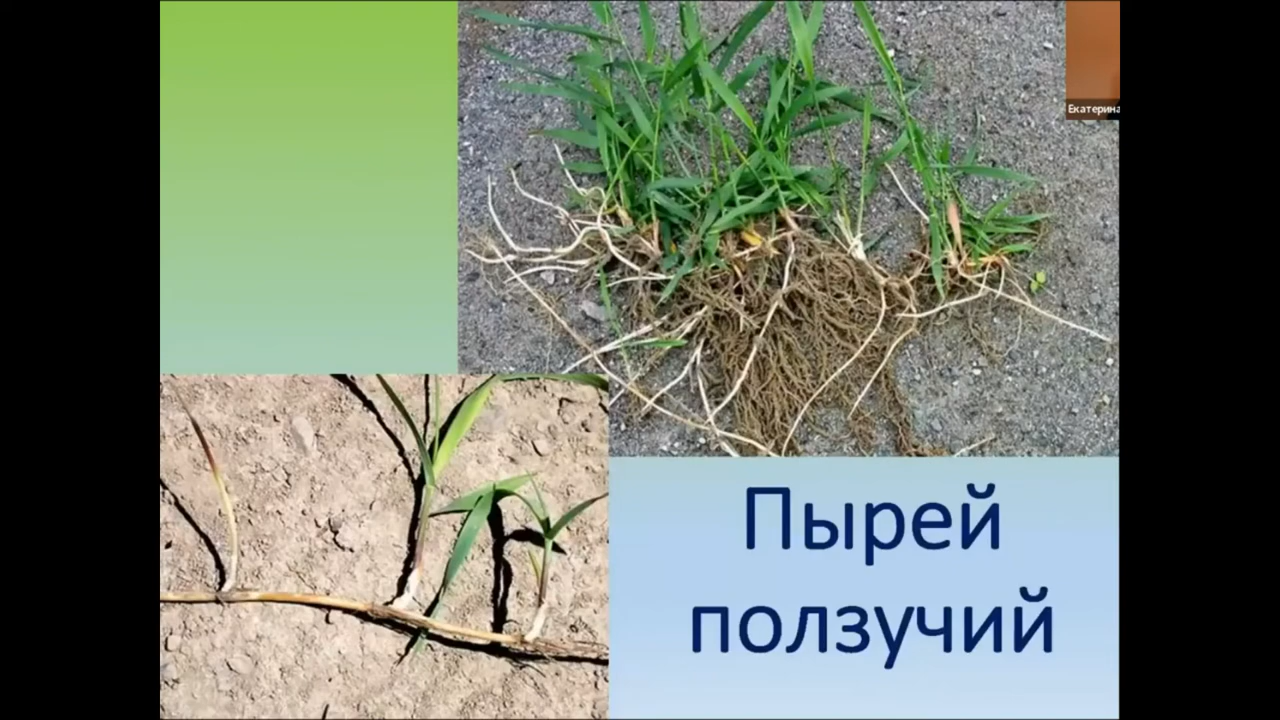 Екатерина
Пырей
ползучий